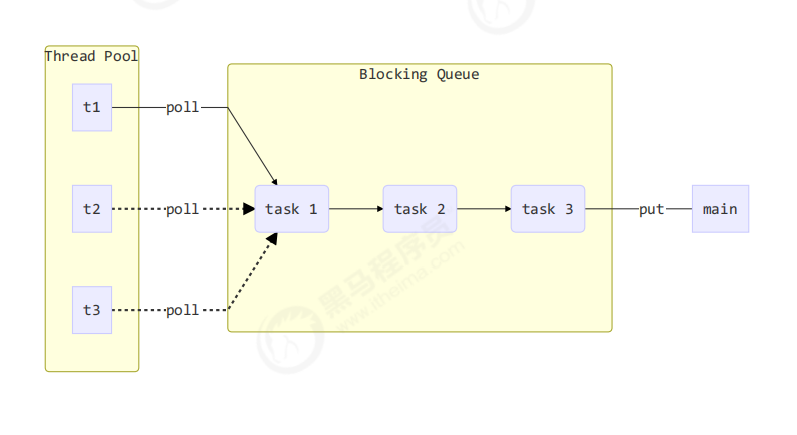 Thread Pool
Blocking Queue
t1
poll
t2
poll
task 1
task 2
task 3
put
main
t3
poll
黑马程序员
www.itheima.com